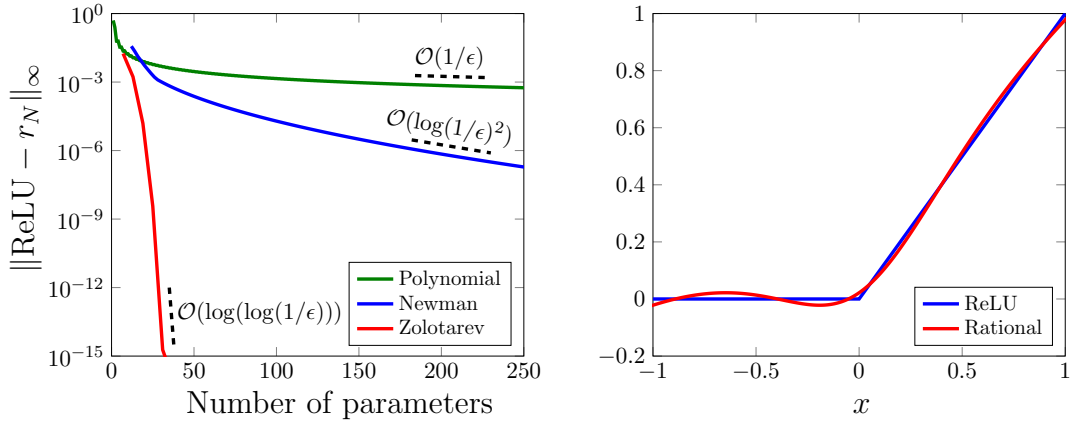 10^0
10^−3
10^−6
10^−9
10^−12
10^−15
‖ReLU − r_N‖_∞
O(1/ϵ)
O(log(1/ϵ)^2)
O(log(log(1/ϵ)))
Polynomial
Newman
Zolotarev
0 50 100 150 200 250
Number of parameters
1
0.8
0.6
0.4
0.2
0
−0.2
ReLU
Rational
−1 −0.5 0 0.5 1
x